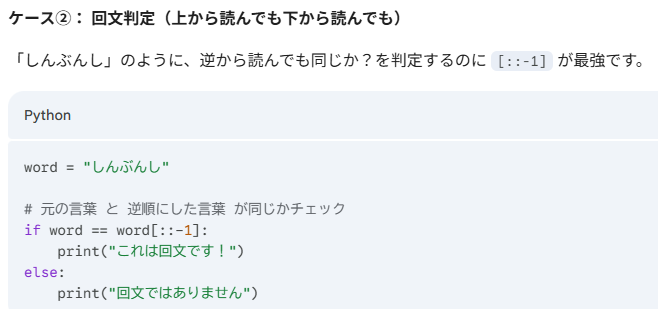 ケース②： 回文判定（上から読んでも下から読んでも）
「しんぶんし」のように、逆から読んでも同じか？を判定するのに [::-1] が最強です。
Python
word = "しんぶんし"
# 元の言葉 と 逆順にした言葉 が同じかチェック
if word == word[::-1]:
    print("これは回文です！")
else:
    print("回文ではありません")